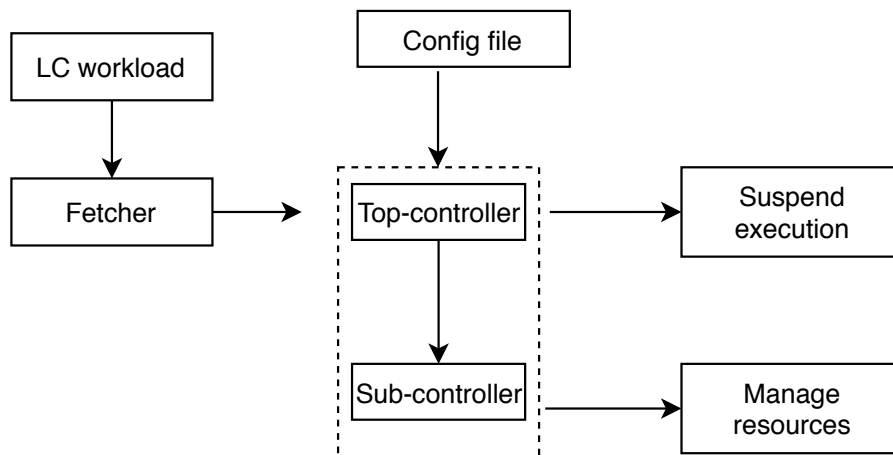 Config file
LC workload
Fetcher
Top-controller
Suspend
execution
Sub-controller
Manage
resources